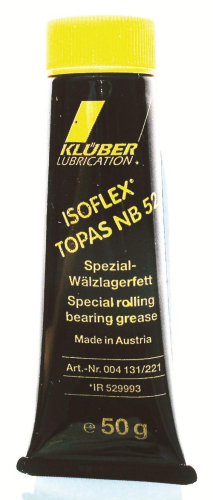 KLÜBER
LUBRICATION®
ISOFLEX®
TOPAS NB 52
Spezial-
Wälzlagerfett
Special rolling
bearing grease
Made in Austria
Art.-Nr. 004 131/221
*IR 529993
e 50 g